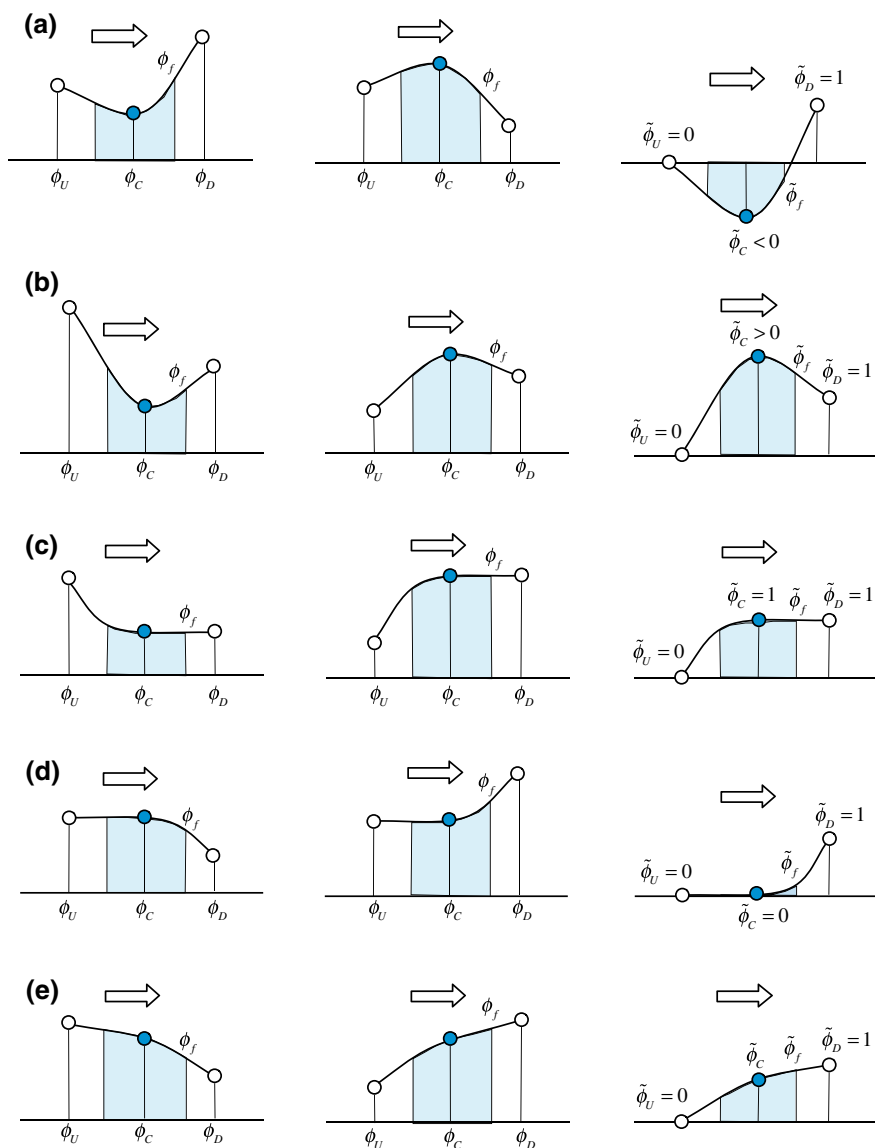 (a)
ϕ_f ϕ_f ϕ̃_D = 1
ϕ̃_U = 0
ϕ̃_f
ϕ_U ϕ_C ϕ_D ϕ_U ϕ_C ϕ_D
ϕ̃_C < 0
(b)
ϕ̃_C > 0
ϕ_f ϕ_f ϕ̃_f ϕ̃_D = 1
ϕ̃_U = 0
ϕ_U ϕ_C ϕ_D ϕ_U ϕ_C ϕ_D
(c)
ϕ_f ϕ_f ϕ̃_C = 1 ϕ̃_f ϕ̃_D = 1
ϕ̃_U = 0
ϕ_U ϕ_C ϕ_D ϕ_U ϕ_C ϕ_D
(d)
ϕ_f ϕ_f ϕ̃_D = 1
ϕ̃_U = 0 ϕ̃_f
ϕ_U ϕ_C ϕ_D ϕ_U ϕ_C ϕ_D ϕ̃_C = 0
(e)
ϕ_f ϕ_f ϕ̃_C ϕ̃_f ϕ̃_D = 1
ϕ̃_U = 0
ϕ_U ϕ_C ϕ_D ϕ_U ϕ_C ϕ_D